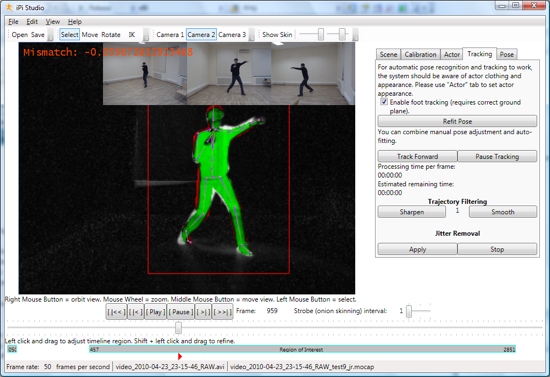 iPi Studio
File Edit View Help
Open Save Select Move Rotate IK Camera 1 Camera 2 Camera 3 Show Skin
Mismatch:
Scene Calibration Actor Tracking Pose
For automatic pose recognition and tracking to work,
the system should be aware of actor clothing and
appearance. Please use "Actor" tab to set actor
appearance.
Enable foot tracking (requires correct ground
plane).
Refit Pose
You can combine manual pose adjustment and auto-
fitting.
Track Forward Pause Tracking
Processing time per frame:
00:00:00
Estimated remaining time:
00:00:00
Trajectory Filtering
Sharpen 1 Smooth
Jitter Removal
Apply Stop
Right Mouse Button = orbit view. Mouse Wheel = zoom. Middle Mouse Button = move view. Left Mouse Button = select.
[ |<< ] [ |< ] [ Play ] [ Pause ] [ >| ] [ >>| ] Frame: 959 Strobe (onion skinning) interval:
Left click and drag to adjust timeline region. Shift + left click and drag to refine.
457 Region of Interest 2851
Frame rate: 50 frames per second video_2010-04-23_23-15-46_RAW.avi video_2010-04-23_23-15-46_RAW_test9_jr.mocap